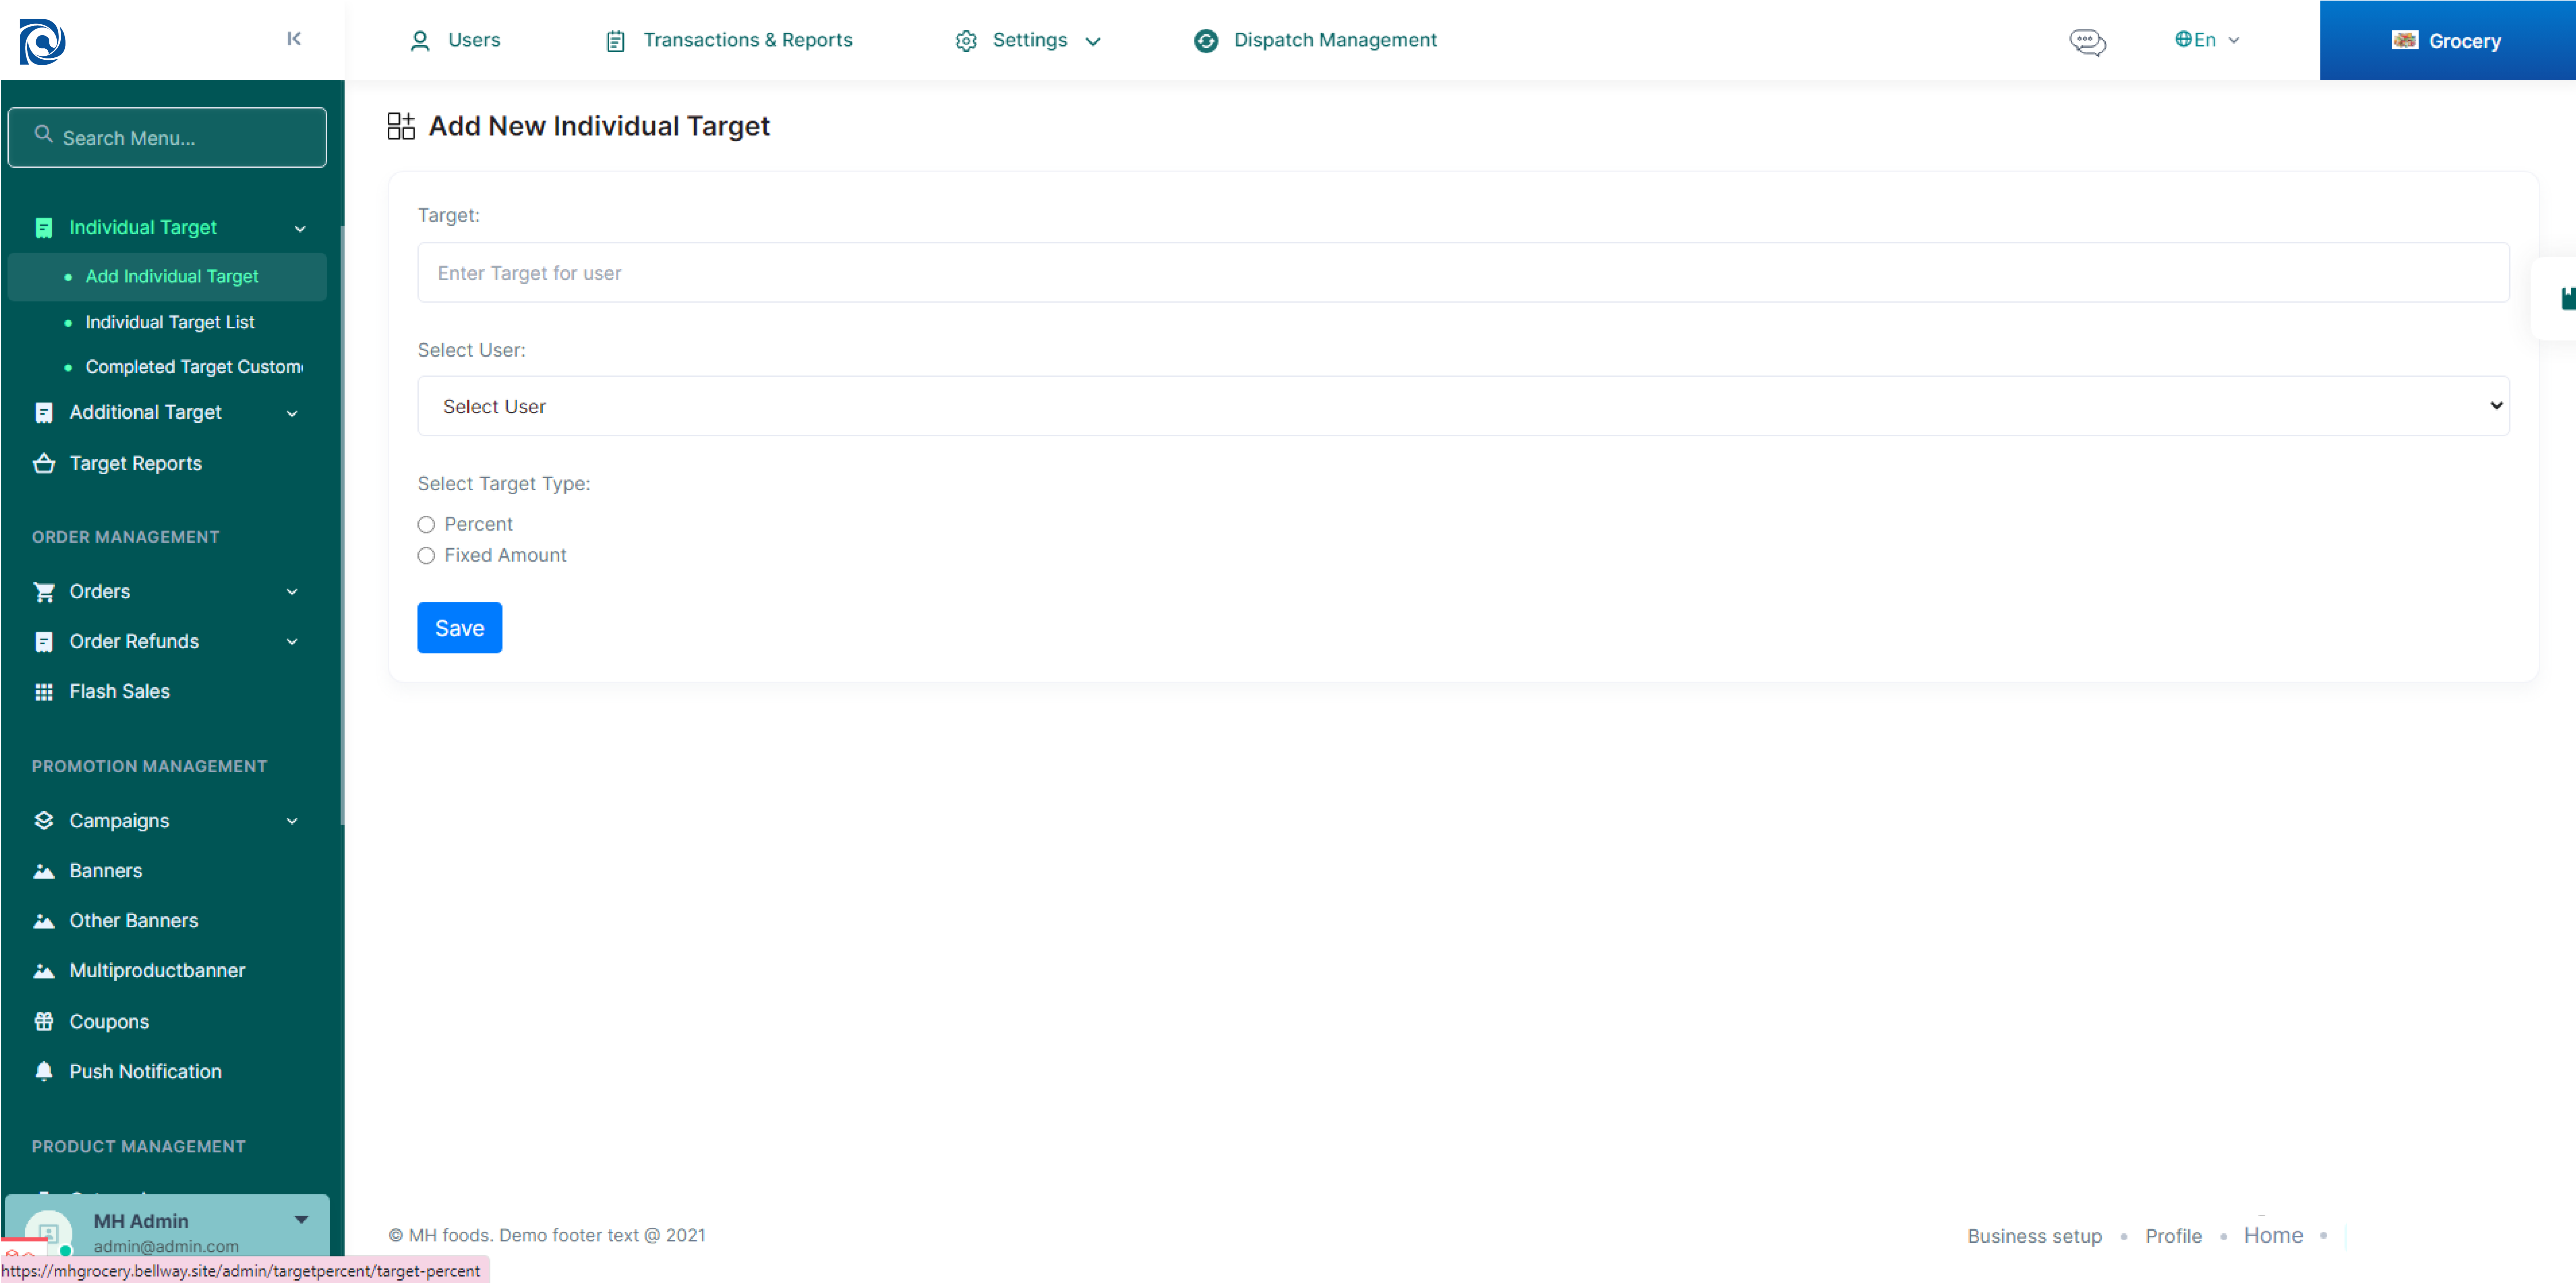 Users
Transactions & Reports
Settings
Dispatch Management
En
Grocery
Search Menu...
Individual Target
Add Individual Target
Individual Target List
Completed Target
Additional Target
Target Reports
ORDER MANAGEMENT
Orders
Order Refunds
Flash Sales
PROMOTION MANAGEMENT
Campaigns
Banners
Other Banners
Multiproductbanner
Coupons
Push Notification
PRODUCT MANAGEMENT
MH Admin
admin@admin.com
https://mhgrocery.bellway.site/admin/targetpercent/target-percent
Add New Individual Target
Target:
Enter Target for user
Select User:
Select User
Select Target Type:
Percent
Fixed Amount
Save
© MH foods. Demo footer text @ 2021
Business setup • Profile • Home •